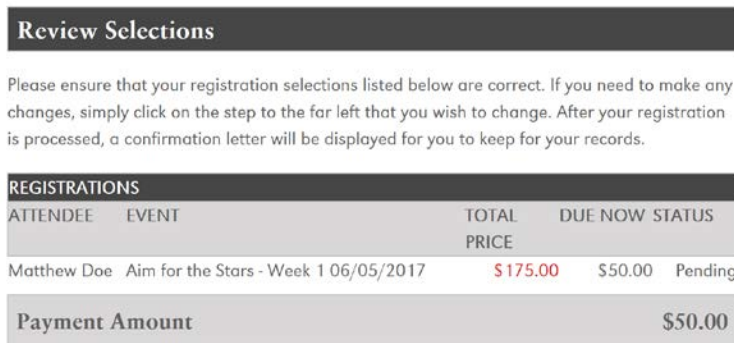 Review Selections
Please ensure that your registration selections listed below are correct. If you need to make any
changes, simply click on the step to the far left that you wish to change. After your registration
is processed, a confirmation letter will be displayed for you to keep for your records.
REGISTRATIONS
ATTENDEE EVENT TOTAL PRICE DUE NOW STATUS
Matthew Doe Aim for the Stars - Week 1 06/05/2017 $175.00 $50.00 Pending
Payment Amount $50.00